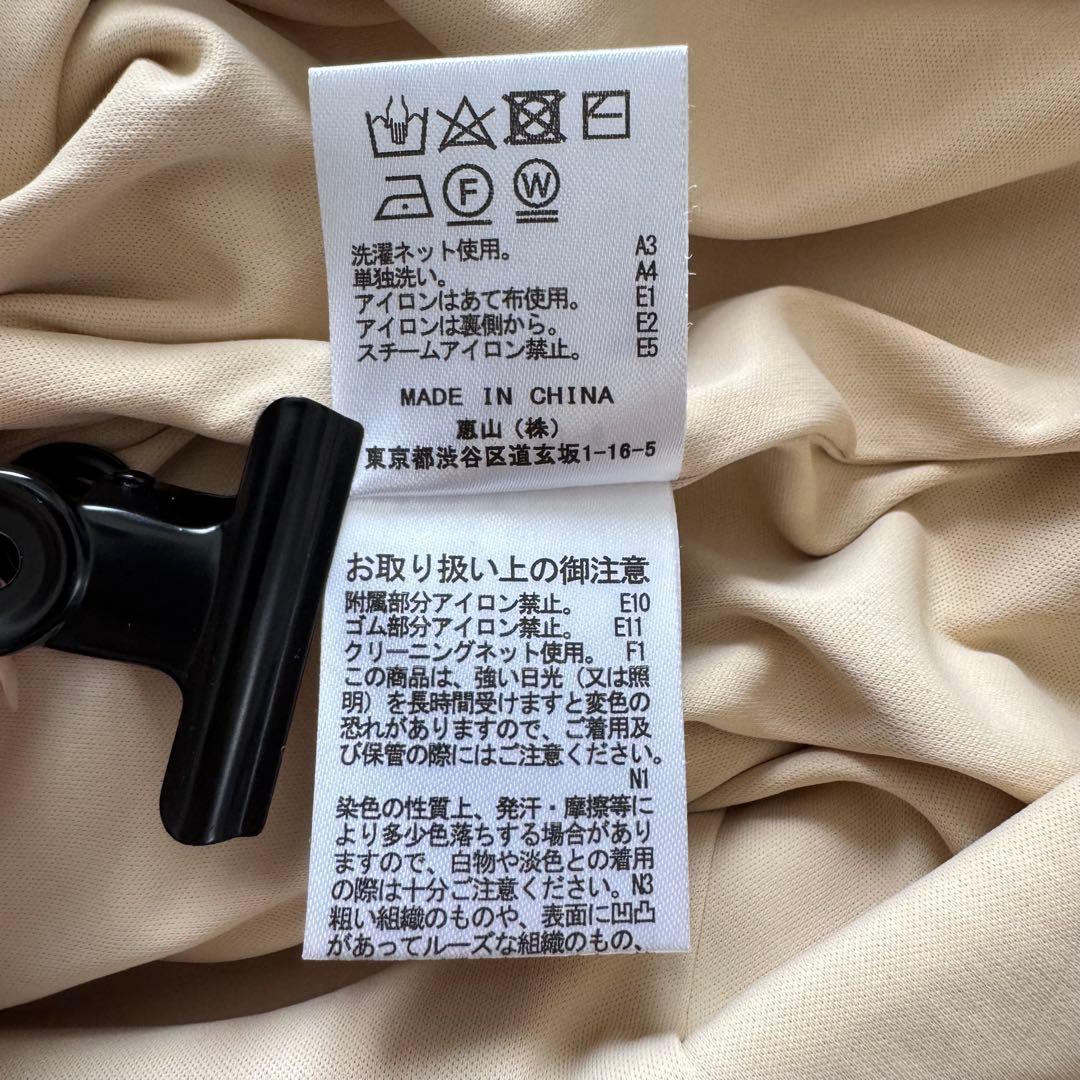 F W
洗濯ネット使用。 A3
単独洗い。 A4
アイロンはあて布使用。 E1
アイロンは裏側から。 E2
スチームアイロン禁止。 E5
MADE IN CHINA
恵山(株)
東京都渋谷区道玄坂1-16-5
お取り扱い上の御注意
附属部分アイロン禁止。 E10
ゴム部分アイロン禁止。 E11
クリーニングネット使用。 F1
この商品は、強い日光(又は照
明)を長時間受けますと変色の
恐れがありますので、ご着用及
び保管の際にはご注意ください。
N1
染色の性質上、発汗・摩擦等に
より多少色落ちする場合があり
ますので、白物や淡色との着用
の際は十分ご注意ください。N3
粗い組織のものや、表面に凹凸
があってルーズな組織のもの、